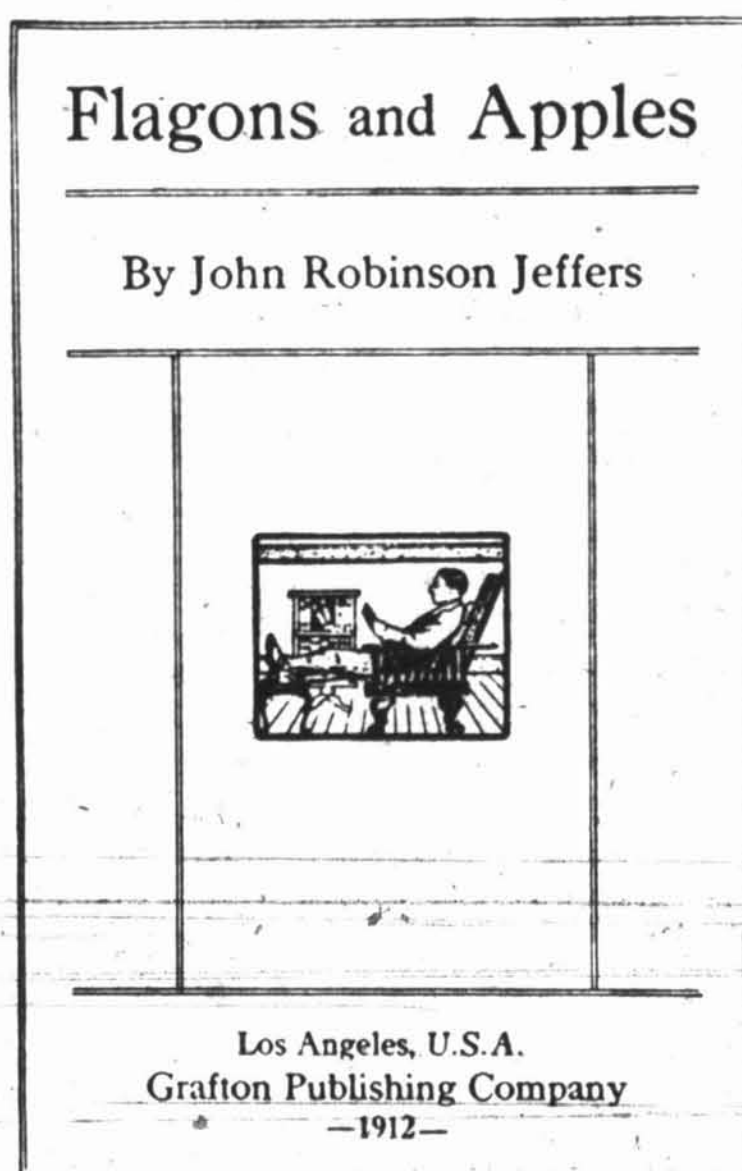 Flagons and Apples
By John Robinson Jeffers
Los Angeles, U.S.A.
Grafton Publishing Company
—1912—